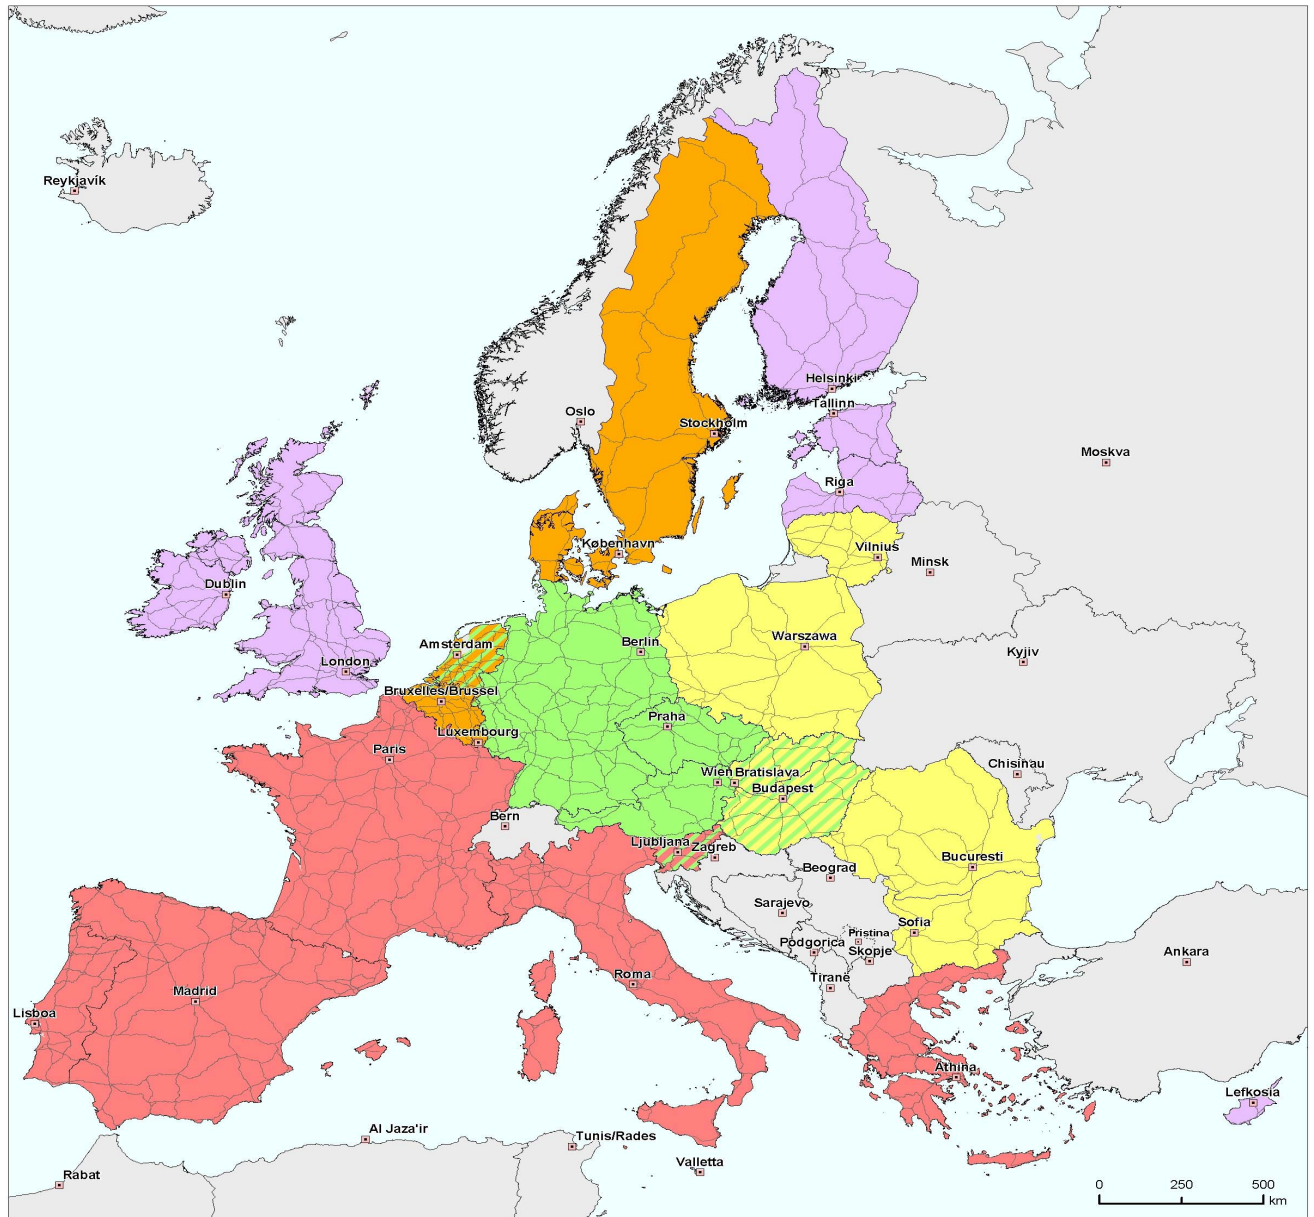 Reykjavík
Oslo
Helsinki
Tallinn
Stockholm
Moskva
Riga
København
Vilnius
Minsk
Dublin
Amsterdam
Berlin
Warszawa
London
Kyjiv
Bruxelles/Brussel
Praha
Luxembourg
Paris
Wien
Bratislava
Chisinau
Budapest
Bern
Ljubljana
Zagreb
Beograd
Bucuresti
Sarajevo
Sofia
Pristina
Podgorica
Skopje
Ankara
Roma
Tiranë
Madrid
Lisboa
Athina
Lefkosia
Al Jaza'ir
Tunis/Rades
Valletta
Rabat
0 250 500
km